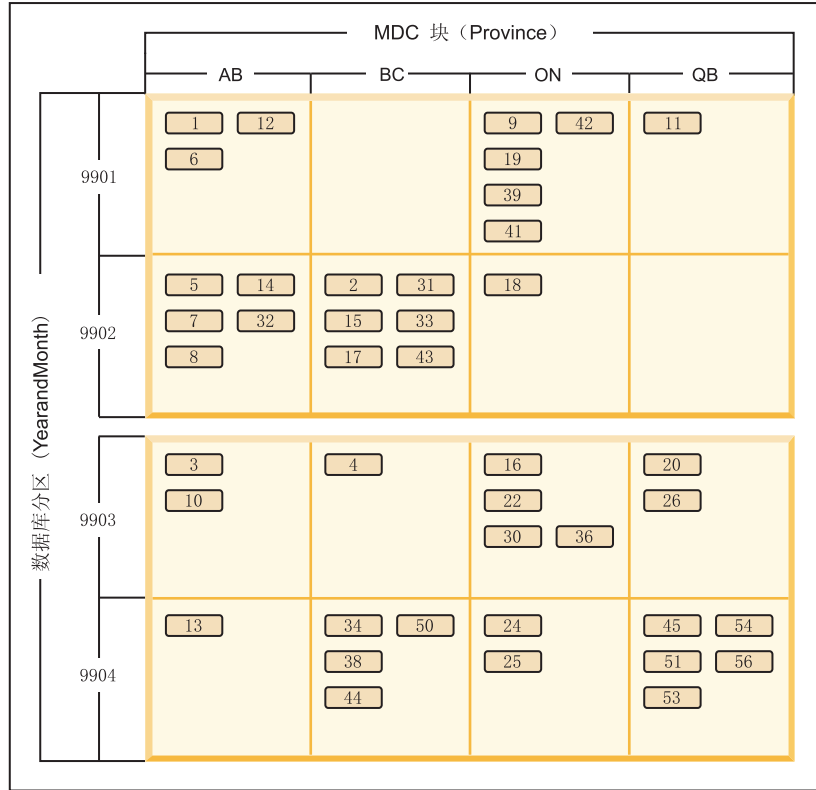 MDC 块（Province）
AB BC ON QB
数据库分区（YearandMonth）
9901
1 12 9 42 11
6 19
39
41
9902
5 14 2 31 18
7 32 15 33
8 17 43
9903
3 4 16 20
10 22 26
30 36
9904
13 34 50 24 45 54
38 25 51 56
44 53